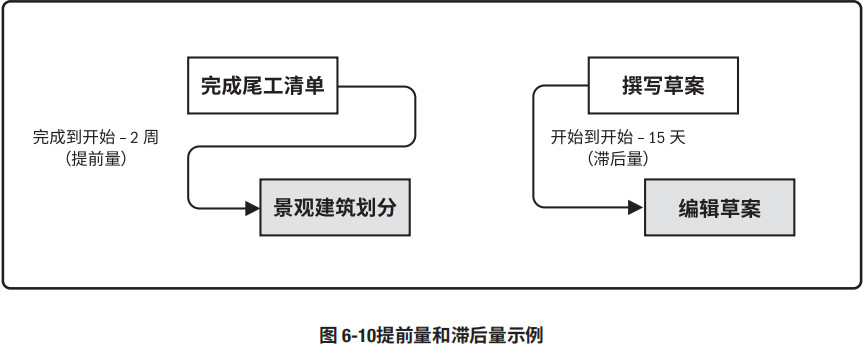 完成尾工清单
撰写草案
完成到开始 – 2 周
（提前量）
开始到开始 – 15 天
（滞后量）
景观建筑划分
编辑草案
图 6-10提前量和滞后量示例